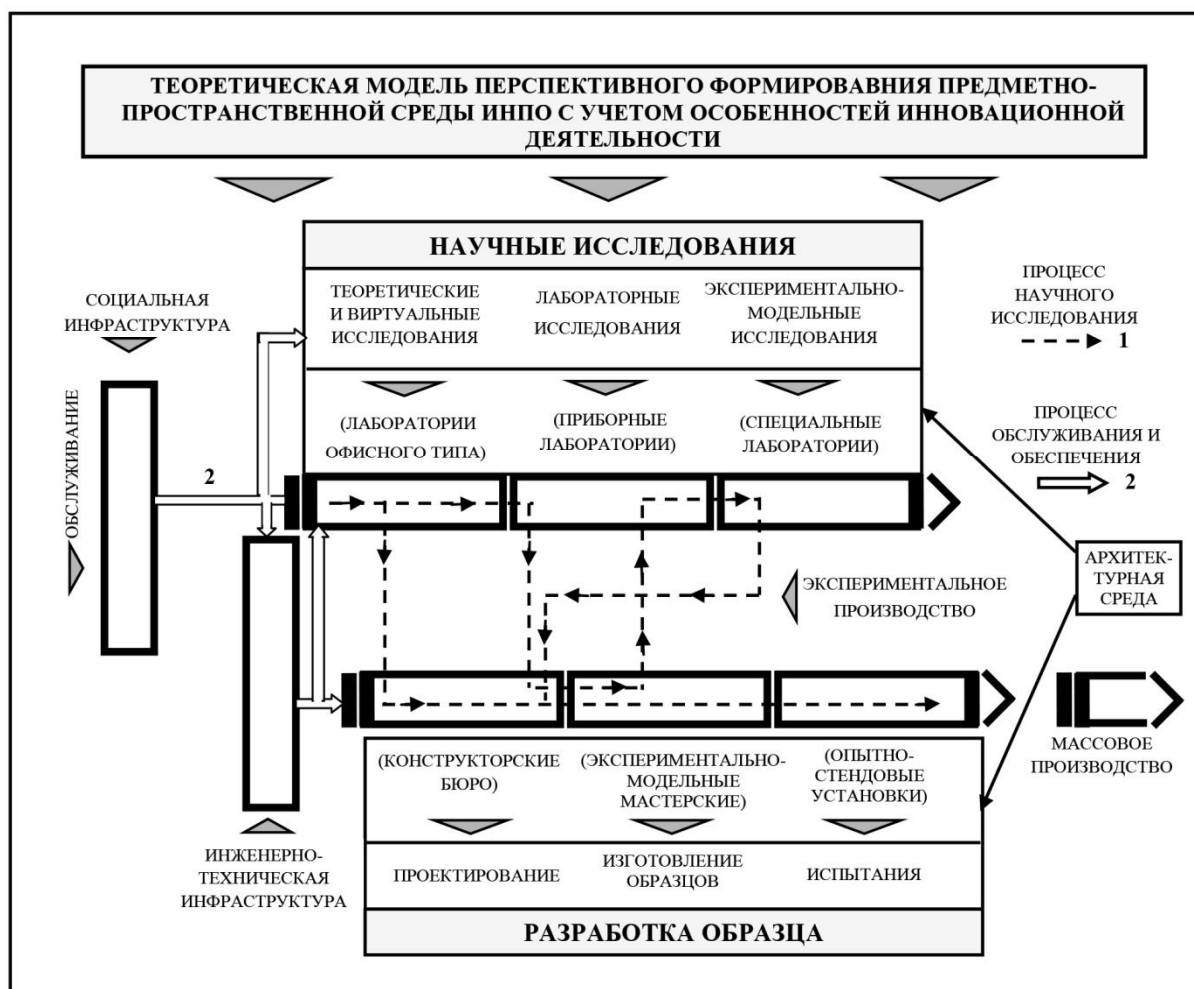 ТЕОРЕТИЧЕСКАЯ МОДЕЛЬ ПЕРСПЕКТИВНОГО ФОРМИРОВАВНИЯ ПРЕДМЕТНО-
ПРОСТРАНСТВЕННОЙ СРЕДЫ ИНПО С УЧЕТОМ ОСОБЕННОСТЕЙ ИННОВАЦИОННОЙ
ДЕЯТЕЛЬНОСТИ
НАУЧНЫЕ ИССЛЕДОВАНИЯ
ТЕОРЕТИЧЕСКИЕ
И ВИРТУАЛЬНЫЕ
ИССЛЕДОВАНИЯ
ЛАБОРАТОРНЫЕ
ИССЛЕДОВАНИЯ
ЭКСПЕРИМЕНТАЛЬНО-
МОДЕЛЬНЫЕ
ИССЛЕДОВАНИЯ
(ЛАБОРАТОРИИ
ОФИСНОГО ТИПА)
(ПРИБОРНЫЕ
ЛАБОРАТОРИИ)
(СПЕЦИАЛЬНЫЕ
ЛАБОРАТОРИИ)
СОЦИАЛЬНАЯ
ИНФРАСТРУКТУРА
ОБСЛУЖИВАНИЕ
2
ПРОЦЕСС
НАУЧНОГО
ИССЛЕДОВАНИЯ
1
ПРОЦЕСС
ОБСЛУЖИВАНИЯ И
ОБЕСПЕЧЕНИЯ
2
ЭКСПЕРИМЕНТАЛЬНОЕ
ПРОИЗВОДСТВО
АРХИТЕК-
ТУРНАЯ
СРЕДА
МАССОВОЕ
ПРОИЗВОДСТВО
(КОНСТРУКТОРСКИЕ
БЮРО)
(ЭКСПЕРИМЕНТАЛЬНО-
МОДЕЛЬНЫЕ
МАСТЕРСКИЕ)
(ОПЫТНО-
СТЕНДОВЫЕ
УСТАНОВКИ)
ИНЖЕНЕРНО-
ТЕХНИЧЕСКАЯ
ИНФРАСТРУКТУРА
ПРОЕКТИРОВАНИЕ
ИЗГОТОВЛЕНИЕ
ОБРАЗЦОВ
ИСПЫТАНИЯ
РАЗРАБОТКА ОБРАЗЦА